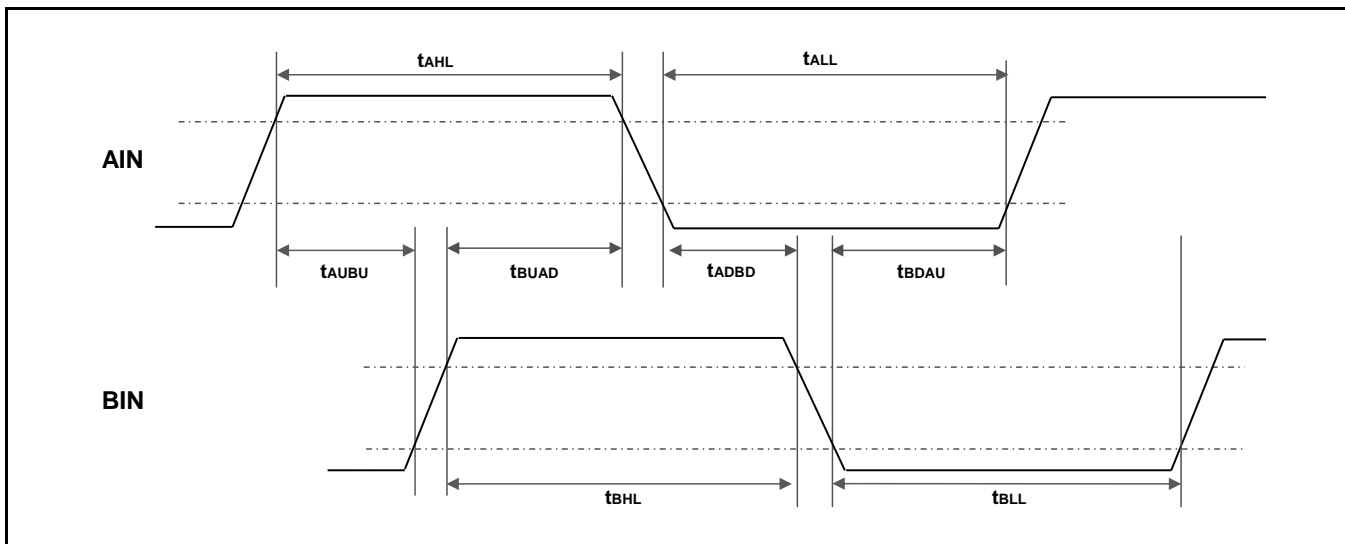 tAHL
tALL
AIN
tAUBU
tBUAD
tADBD
tBDAU
BIN
tBHL
tBLL